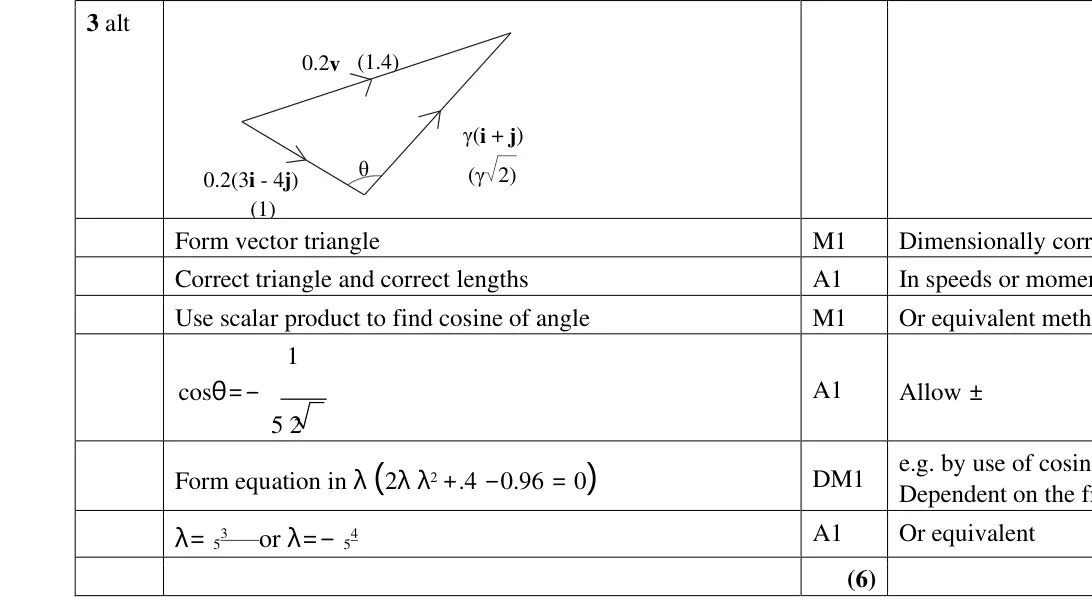 3 alt
0.2v (1.4)
γ(i + j)
(γ√2)
θ
0.2(3i - 4j)
(1)
Form vector triangle M1 Dimensionally corr
Correct triangle and correct lengths A1 In speeds or momen
Use scalar product to find cosine of angle M1 Or equivalent meth
1
cosθ=− A1 Allow ±
5 2√
Form equation in λ (2λ λ² +.4 −0.96 = 0) DM1 e.g. by use of cosin
Dependent on the fi
λ= 5 3 or λ=− 5 4 A1 Or equivalent
(6)